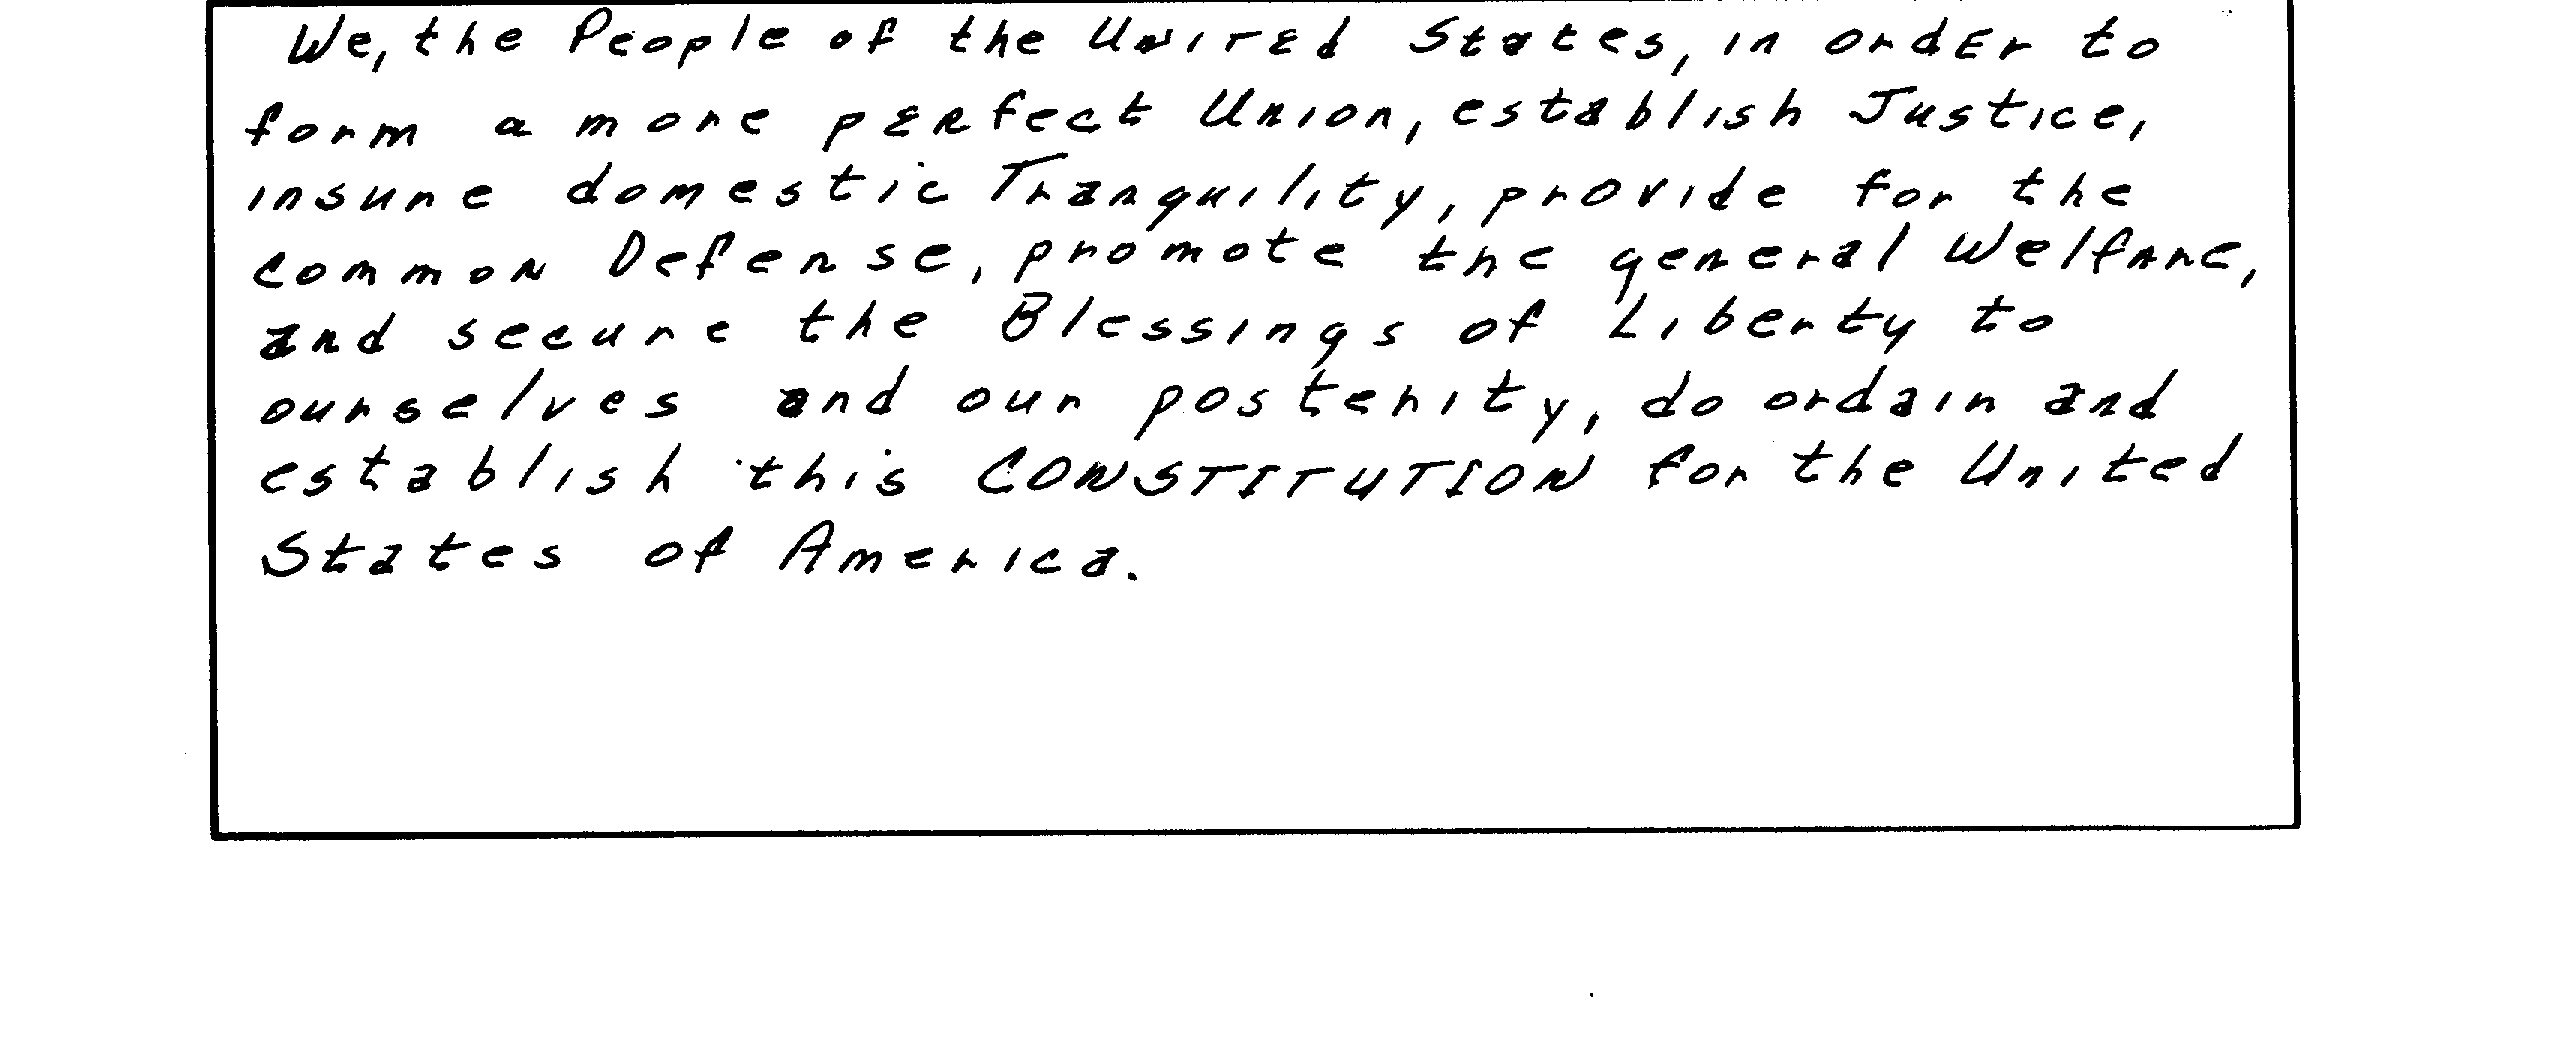 We, the People of the United States, in order to
form a more perfect Union, establish Justice,
insure domestic Tranquility, provide for the
common Defense, promote the general Welfare,
and secure the Blessings of Liberty to
ourselves and our posterity, do ordain and
establish this CONSTITUTION for the United
States of America.